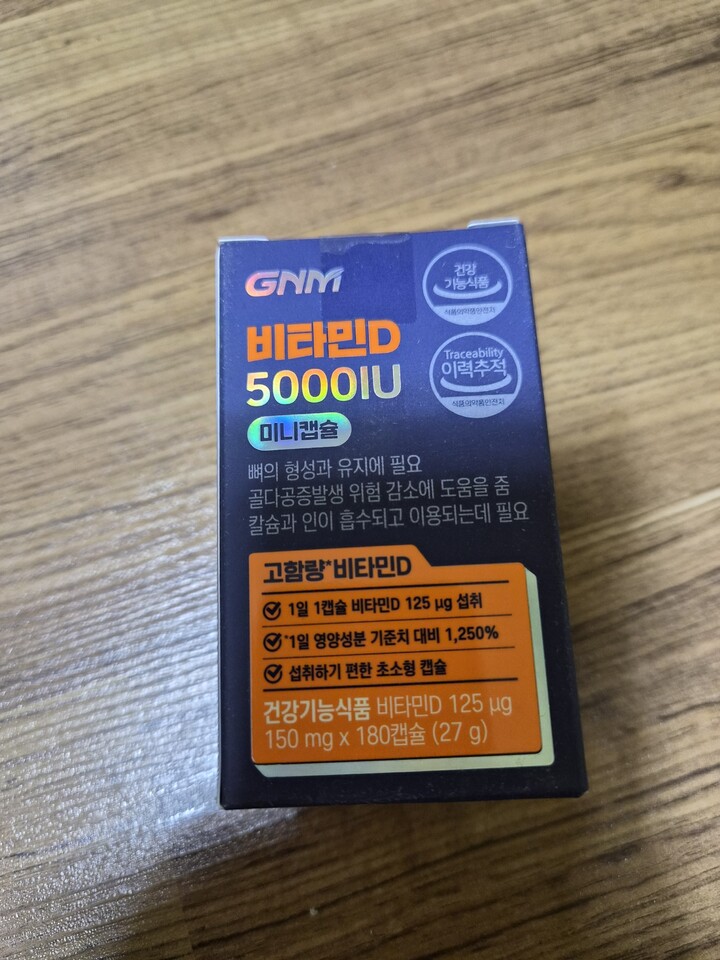 GNM
건강
기능식품
식품의약품안전처
비타민D
5000IU
Traceability
이력추적
식품의약품안전처
미니캡슐
뼈의 형성과 유지에 필요
골다공증발생 위험 감소에 도움을 줌
칼슘과 인이 흡수되고 이용되는데 필요
고함량*비타민D
1일 1캡슐 비타민D 125 µg 섭취
*1일 영양성분 기준치 대비 1,250%
섭취하기 편한 초소형 캡슐
건강기능식품 비타민D 125 µg
150 mg x 180캡슐 (27 g)